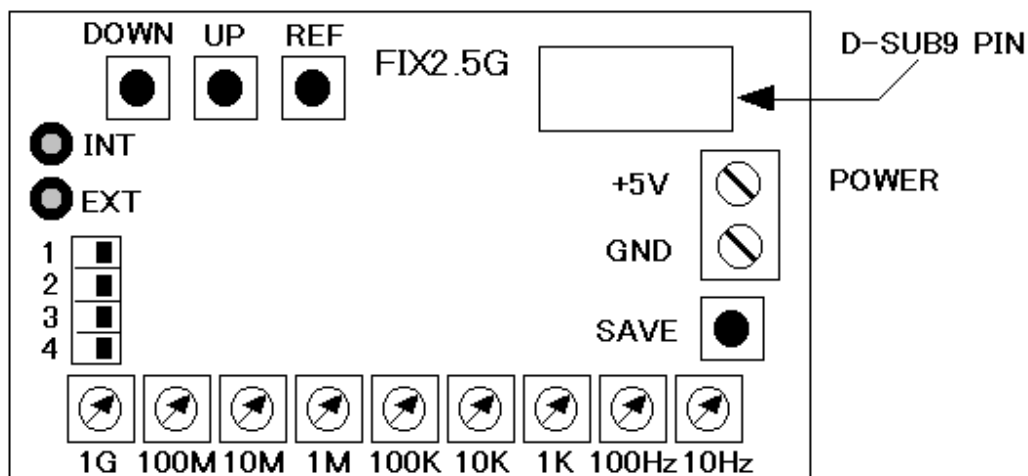 DOWN UP REF
FIX2.5G
D-SUB9 PIN
INT
EXT
+5V
POWER
GND
1
2
3
4
SAVE
1G 100M 10M 1M 100K 10K 1K 100Hz 10Hz